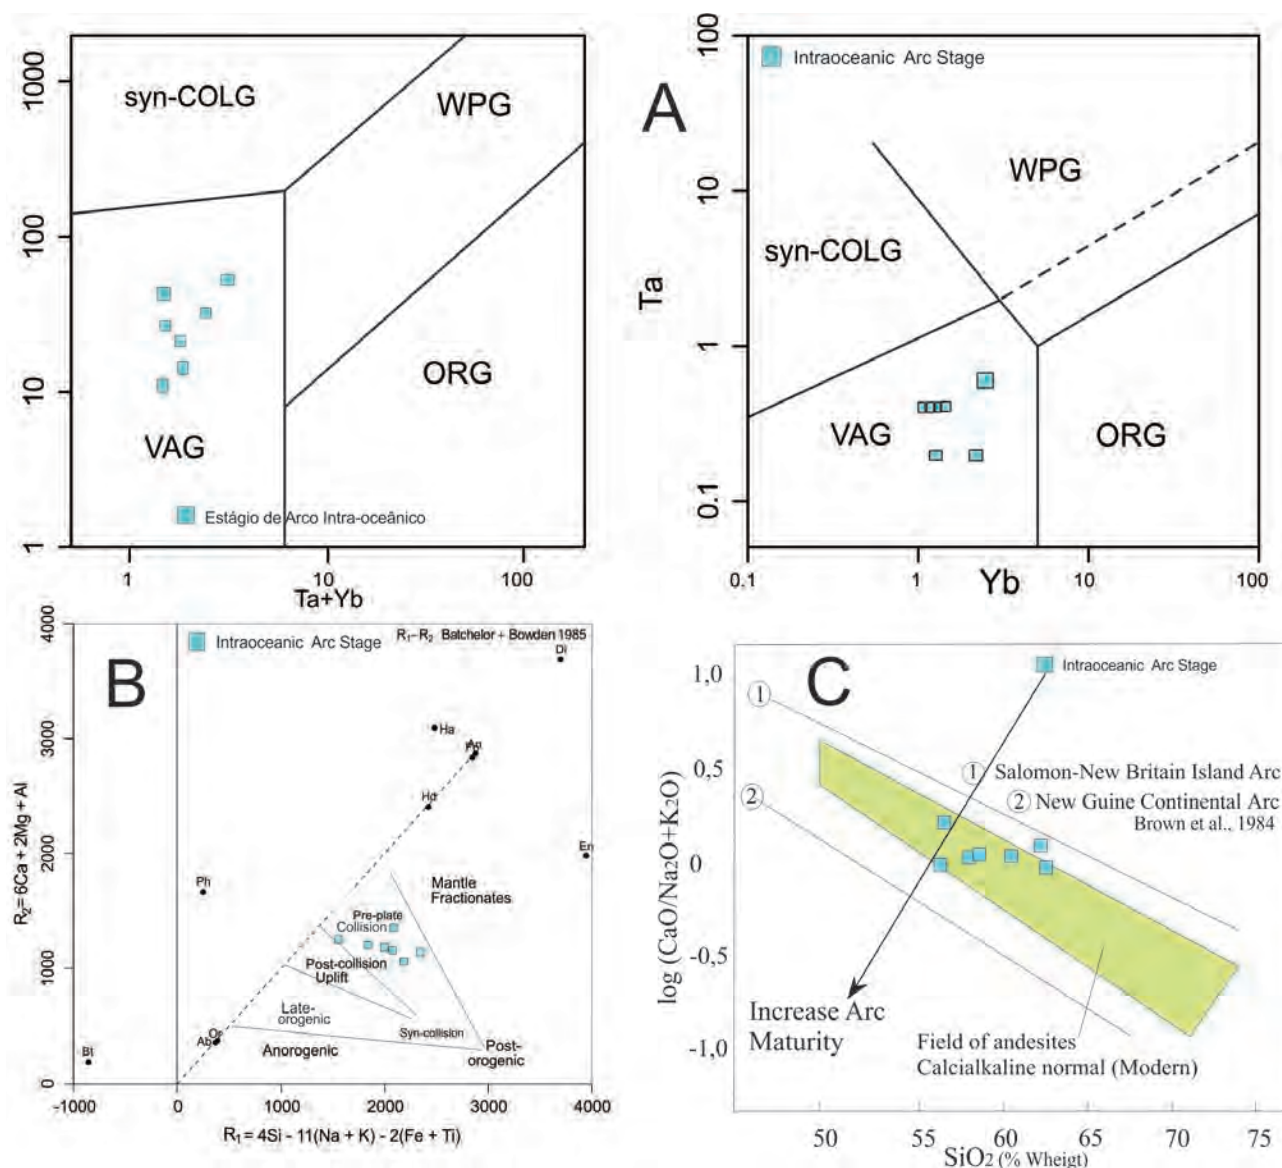 1000
100
10
1
syn-COLG
WPG
ORG
VAG
Estágio de Arco Intra-oceânico
1
10
100
Ta+Yb
A
100
10
1
0.1
Ta
Intraoceanic Arc Stage
WPG
syn-COLG
VAG
ORG
0.1
1
10
100
Yb
B
4000
3000
2000
1000
0
R₂= 6Ca + 2Mg + Al
Intraoceanic Arc Stage
R₁-R₂ Batchelor + Bowden 1985
Di
Ha
An
Hd
En
Ph
Mantle
Fractionates
Pre-plate
Collision
Post-collision
Uplift
Late-
orogenic
Syn-collision
Or
Ab
Bt
Anorogenic
Post-
orogenic
-1000
0
1000
2000
3000
4000
R₁= 4Si - 11(Na + K) - 2(Fe + Ti)
C
1,0
0,5
0
-0,5
-1,0
log (CaO/Na₂O+K₂O)
Intraoceanic Arc Stage
1
2
1 Salomon-New Britain Island Arc
2 New Guine Continental Arc
Brown et al., 1984
Increase Arc
Maturity
Field of andesites
Calcialkaline normal (Modern)
50
55
60
65
70
75
SiO₂ (% Wheigt)